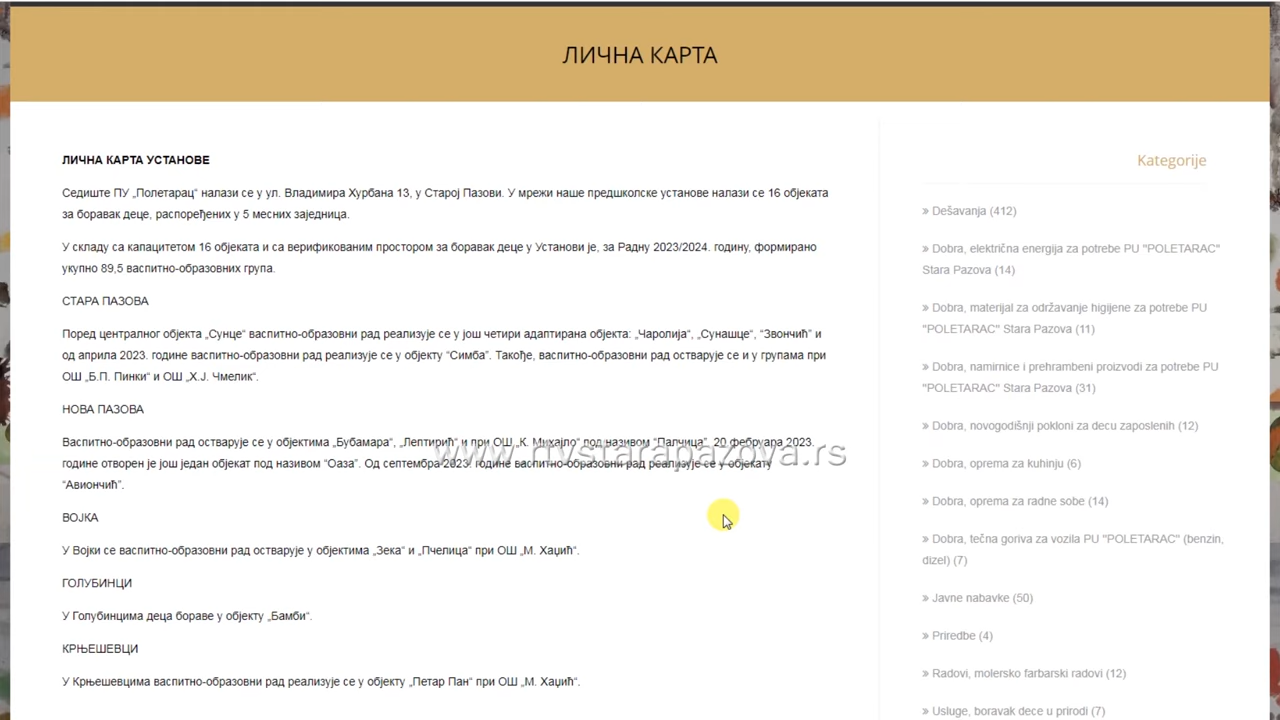 ЛИЧНА КАРТА
ЛИЧНА КАРТА УСТАНОВЕ
Седиште ПУ „Полетарац“ налази се у ул. Владимира Хурбана 13, у Старој Пазови. У мрежи наше предшколске установе налази се 16 објеката
за боравак деце, распоређених у 5 месних заједница.
У складу са капацитетом 16 објеката и са верификованим простором за боравак деце у Установи је, за Радну 2023/2024. годину, формирано
укупно 89,5 васпитно-образовних група.
СТАРА ПАЗОВА
Поред централног објекта „Сунце“ васпитно-образовни рад реализује се у још четири адаптирана објекта: „Чаролија“, „Сунашце“, “Звончић” и
од априла 2023. године васпитно-образовни рад реализује се у објекту “Симба”. Такође, васпитно-образовни рад остварује се и у групама при
ОШ „Б.П. Пинки“ и ОШ „Х.Ј. Чмелик“.
НОВА ПАЗОВА
Васпитно-образовни рад остварује се у објектима „Бубамара“, „Лептирић“ и при ОШ „К. Михајло“ под називом “Палчица”. 20 фебруара 2023.
године отворен је још један објекат под називом “Оаза”. Од септембра 2023. године васпитно-образовни рад реализује се у објекату
“Авиончић”.
ВОЈКА
У Војки се васпитно-образовни рад остварује у објектима „Зека“ и „Пчелица“ при ОШ „М. Хаџић“.
ГОЛУБИНЦИ
У Голубинцима деца бораве у објекту „Бамби“.
КРЊЕШЕВЦИ
У Крњешевцима васпитно-образовни рад реализује се у објекту „Петар Пан“ при ОШ „М. Хаџић“.
www.rtvstarapazova.rs
Kategorije
» Dešavanja (412)
» Dobra, električna energija za potrebe PU "POLETARAC"
Stara Pazova (14)
» Dobra, materijal za održavanje higijene za potrebe PU
"POLETARAC" Stara Pazova (11)
» Dobra, namirnice i prehrambeni proizvodi za potrebe PU
"POLETARAC" Stara Pazova (31)
» Dobra, novogodišnji pokloni za decu zaposlenih (12)
» Dobra, oprema za kuhinju (6)
» Dobra, oprema za radne sobe (14)
» Dobra, tečna goriva za vozila PU "POLETARAC" (benzin,
dizel) (7)
» Javne nabavke (50)
» Priredbe (4)
» Radovi, molersko farbarski radovi (12)
» Usluge, boravak dece u prirodi (7)